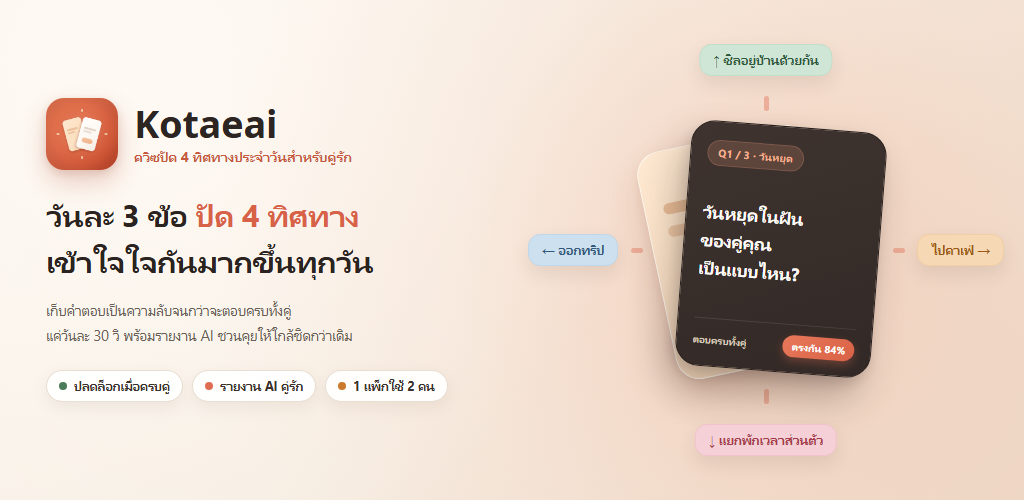 Kotaeai
ควิซปัด 4 ทิศทางประจำวันสำหรับคู่รัก
วันละ 3 ข้อ ปัด 4 ทิศทาง
เข้าใจใจกันมากขึ้นทุกวัน
เก็บคำตอบเป็นความลับจนกว่าจะตอบครบทั้งคู่
แค่วันละ 30 วิ พร้อมรายงาน AI ชวนคุยให้ใกล้ชิดกว่าเดิม
ปลดล็อกเมื่อครบคู่
รายงาน AI คู่รัก
1 แพ็กใช้ 2 คน
↑ ชิลอยู่บ้านด้วยกัน
← ออกทริป
Q1 / 3 · วันหยุด
วันหยุดในฝัน
ของคู่คุณ
เป็นแบบไหน?
ตอบครบทั้งคู่
ตรงกัน 84%
ไปคาเฟ่ →
↓ แยกพักเวลาส่วนตัว